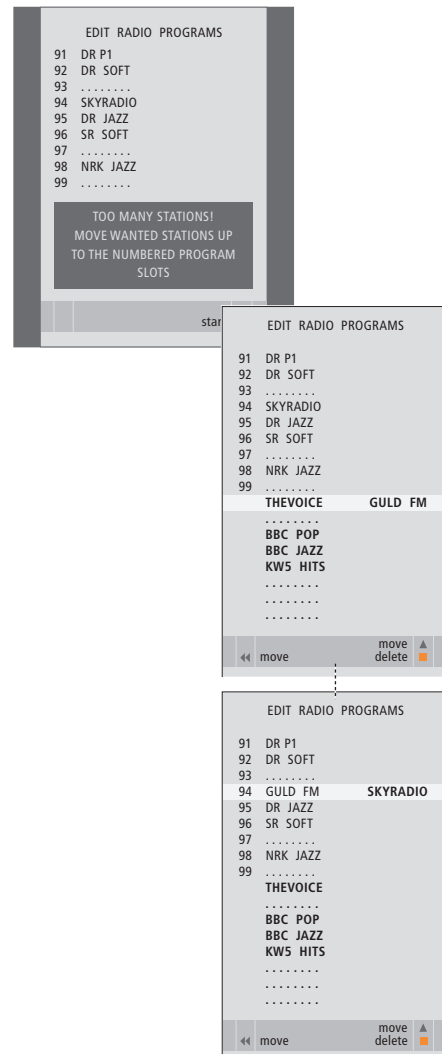 EDIT RADIO PROGRAMS
91 DR P1
92 DR SOFT
93 ........
94 SKYRADIO
95 DR JAZZ
96 SR SOFT
97 ........
98 NRK JAZZ
99 ........
TOO MANY STATIONS!
MOVE WANTED STATIONS UP
TO THE NUMBERED PROGRAM
SLOTS
star
EDIT RADIO PROGRAMS
91 DR P1
92 DR SOFT
93 ........
94 SKYRADIO
95 DR JAZZ
96 SR SOFT
97 ........
98 NRK JAZZ
99 ........
THEVOICE GULD FM
........
BBC POP
BBC JAZZ
KW5 HITS
........
........
........
move
move delete
EDIT RADIO PROGRAMS
91 DR P1
92 DR SOFT
93 ........
94 GULD FM SKYRADIO
95 DR JAZZ
96 SR SOFT
97 ........
98 NRK JAZZ
99 ........
THEVOICE
........
BBC POP
BBC JAZZ
KW5 HITS
........
........
........
move
move delete